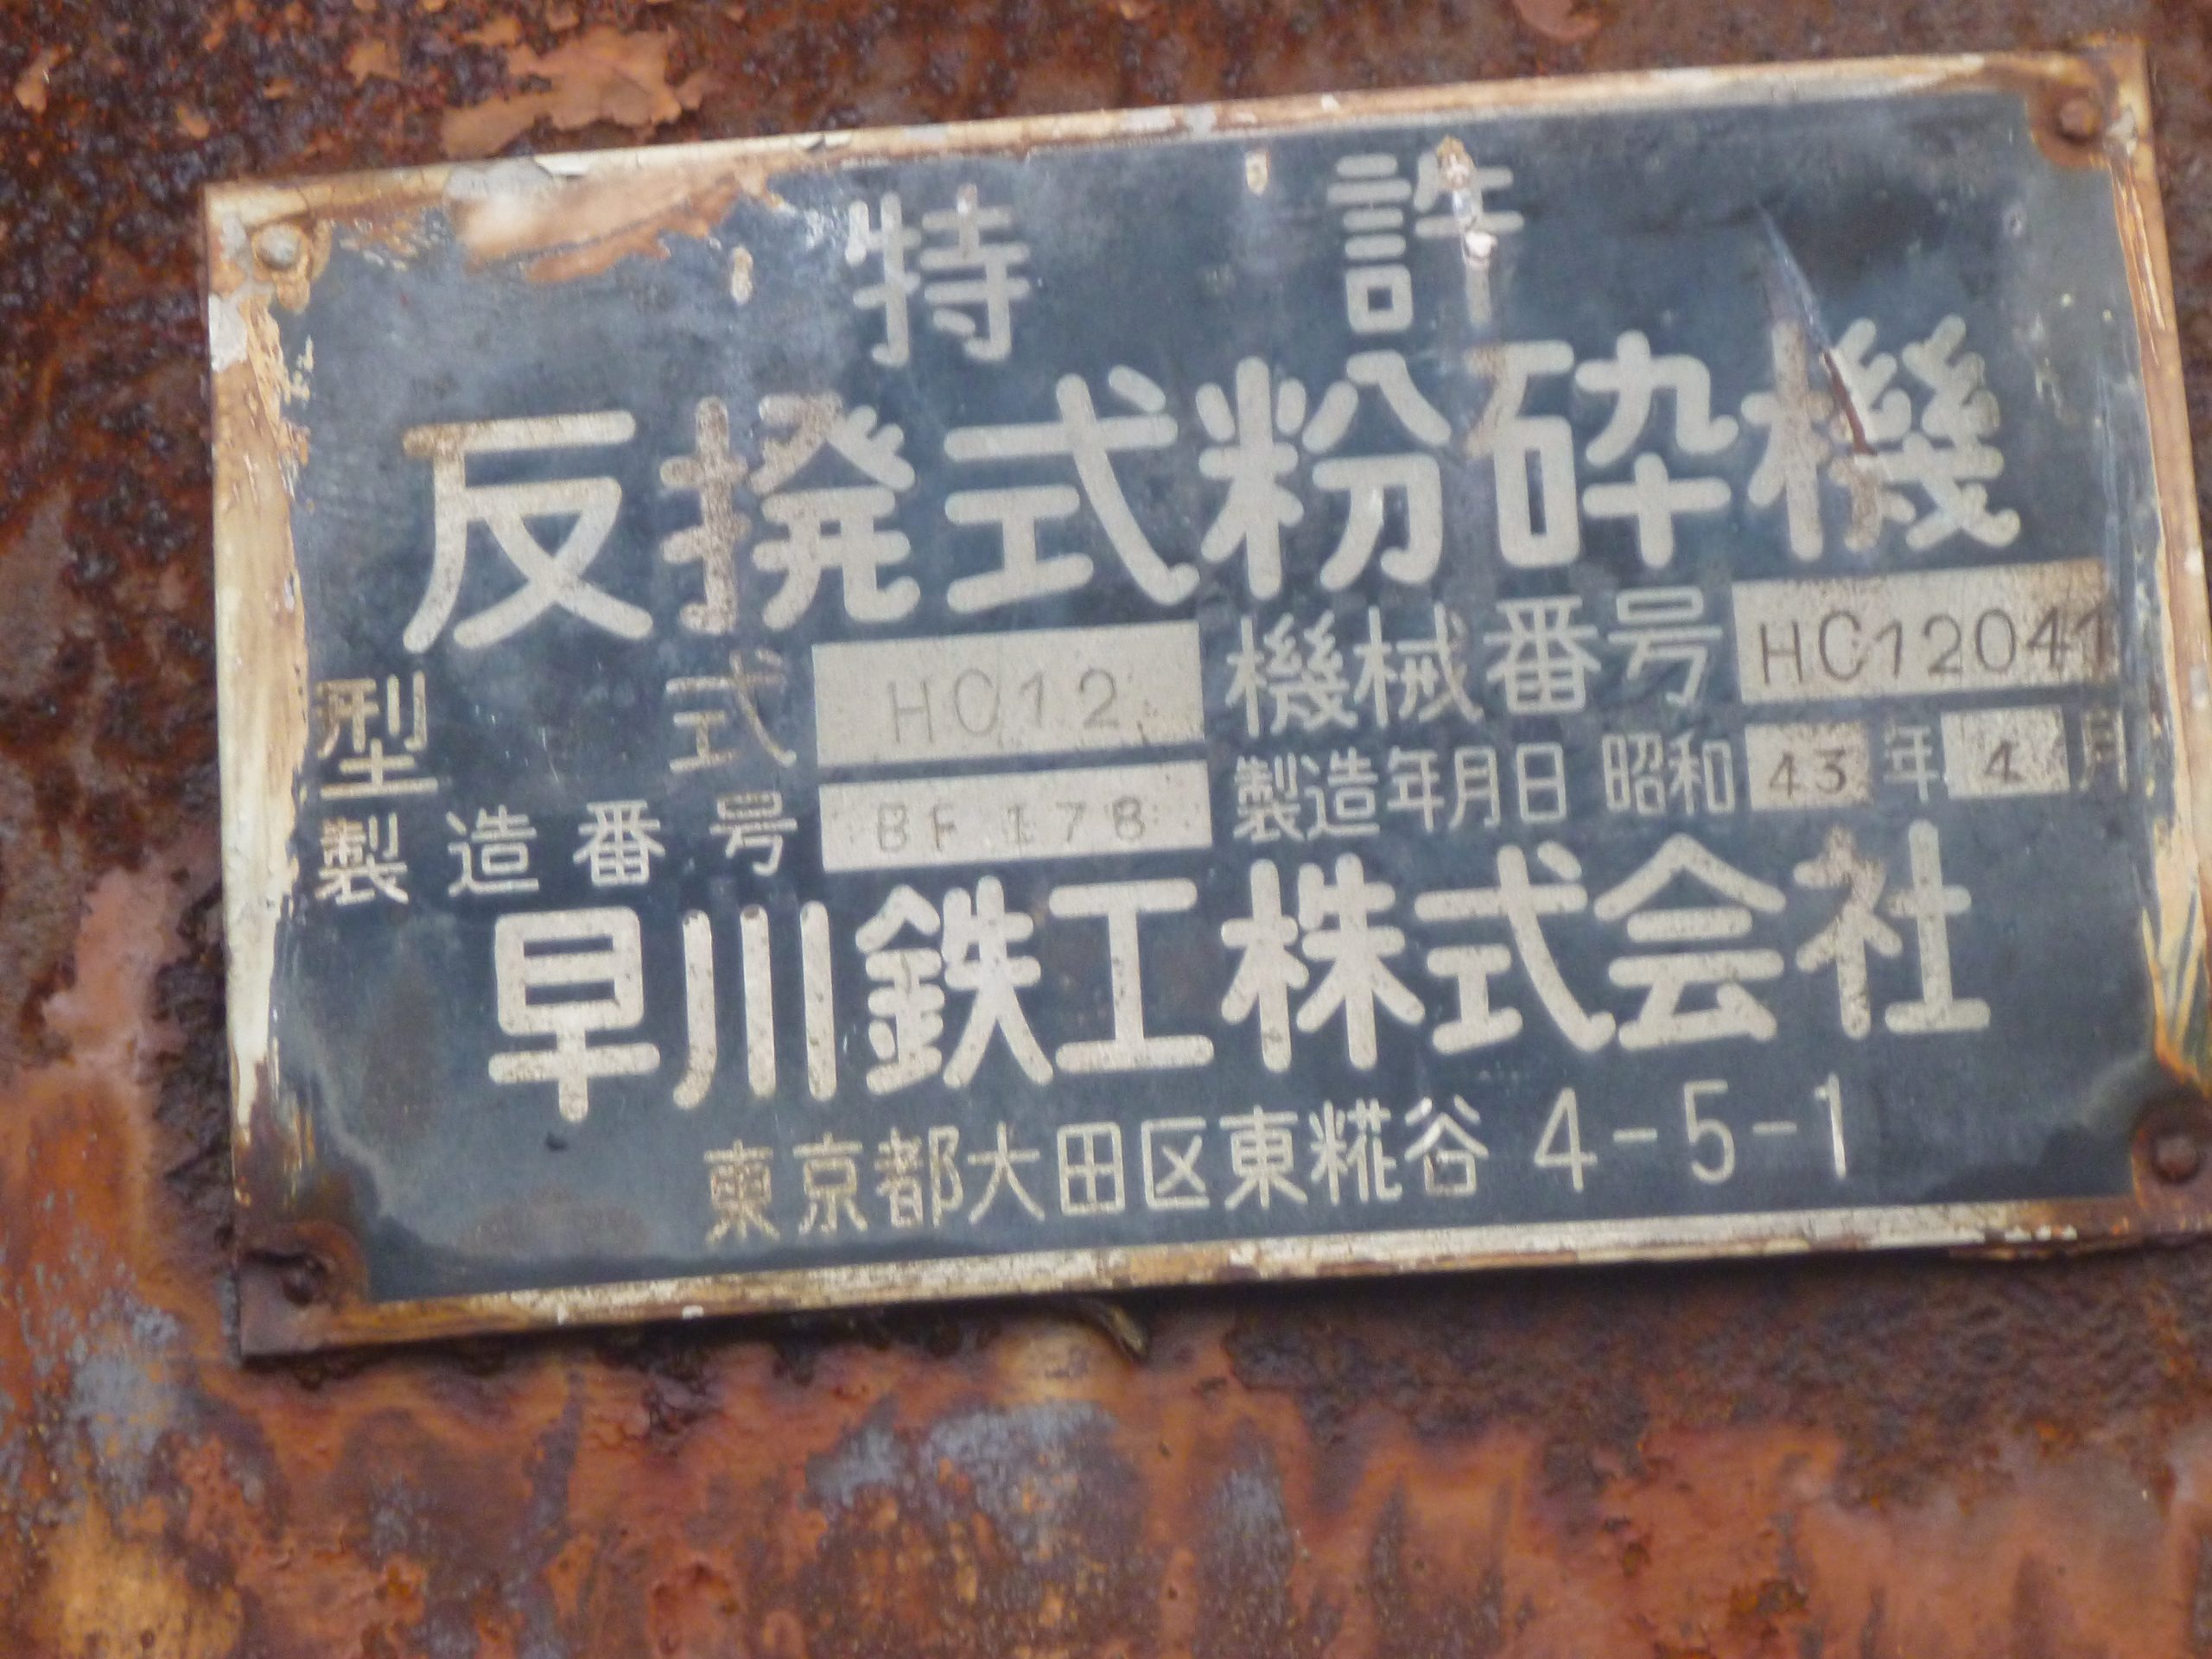 特許
反撥式粉砕機
型式 HC12 機械番号 HC12041
製造番号 BF 178 製造年月日 昭和 43 年 4 月
早川鉄工株式会社
東京都大田区東糀谷 4-5-1